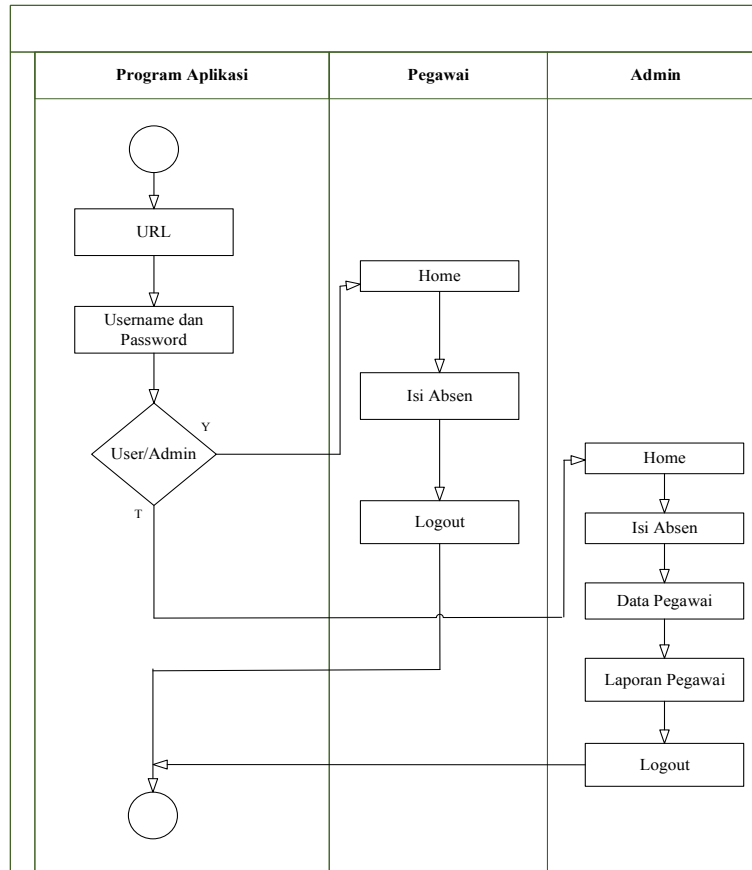 Program Aplikasi
Pegawai
Admin
URL
Username dan
Password
User/Admin
Y
T
Home
Isi Absen
Logout
Home
Isi Absen
Data Pegawai
Laporan Pegawai
Logout